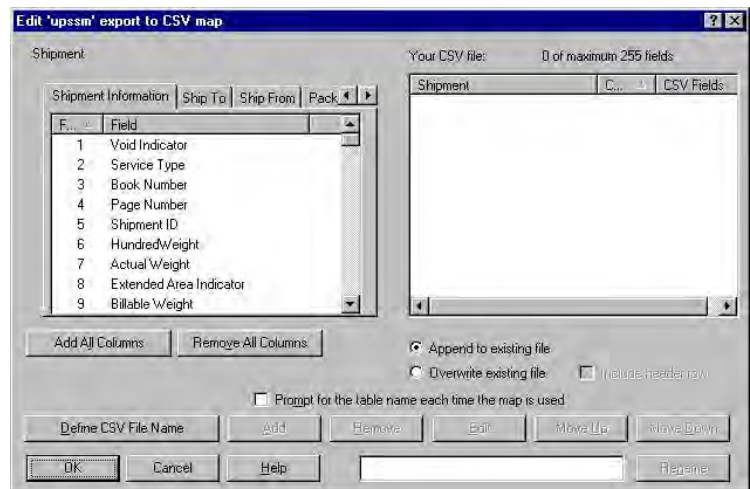 Edit 'upssm' export to CSV map
Shipment
Your CSV file: 0 of maximum 255 fields
Shipment Information Ship To Ship From Pack
F... Field
1 Void Indicator
2 Service Type
3 Book Number
4 Page Number
5 Shipment ID
6 HundredWeight
7 Actual Weight
8 Extended Area Indicator
9 Billable Weight
Shipment C... CSV Fields
Add All Columns Remove All Columns
Append to existing file
Overwrite existing file Include header row
Prompt for the table name each time the map is used
Define CSV File Name Add Remove Edit Move Up Move Down
OK Cancel Help Rename